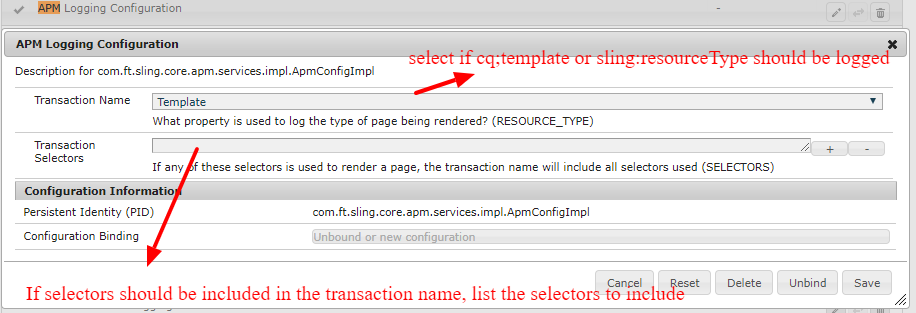 APM Logging Configuration -
APM Logging Configuration
select if cq;template or sling:resourceType should be logged
Description for com.ft.sling.core.apm.services.impl.ApmConfigImpl
Transaction Name
Template
What property is used to log the type of page being rendered? (RESOURCE_TYPE)
Transaction
Selectors
+ -
If any of these selectors is used to render a page, the transaction name will include all selectors used (SELECTORS)
Configuration Information
Persistent Identity (PID) com.ft.sling.core.apm.services.impl.ApmConfigImpl
Configuration Binding Unbound or new configuration
Cancel Reset Delete Unbind Save
If selectors should be included in the transaction name, list the selectors to include